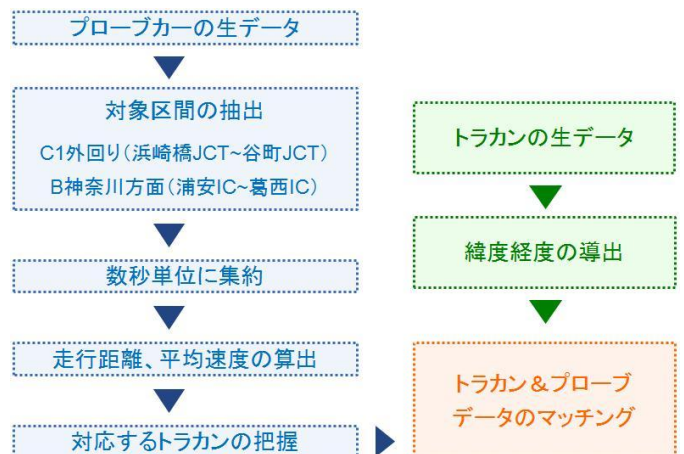 プローブカーの生データ
対象区間の抽出
C1外回り(浜崎橋JCT~谷町JCT)
B神奈川方面(浦安IC~葛西IC)
数秒単位に集約
走行距離、平均速度の算出
対応するトラカンの把握
トラカンの生データ
緯度経度の導出
トラカン&プローブ
データのマッチング